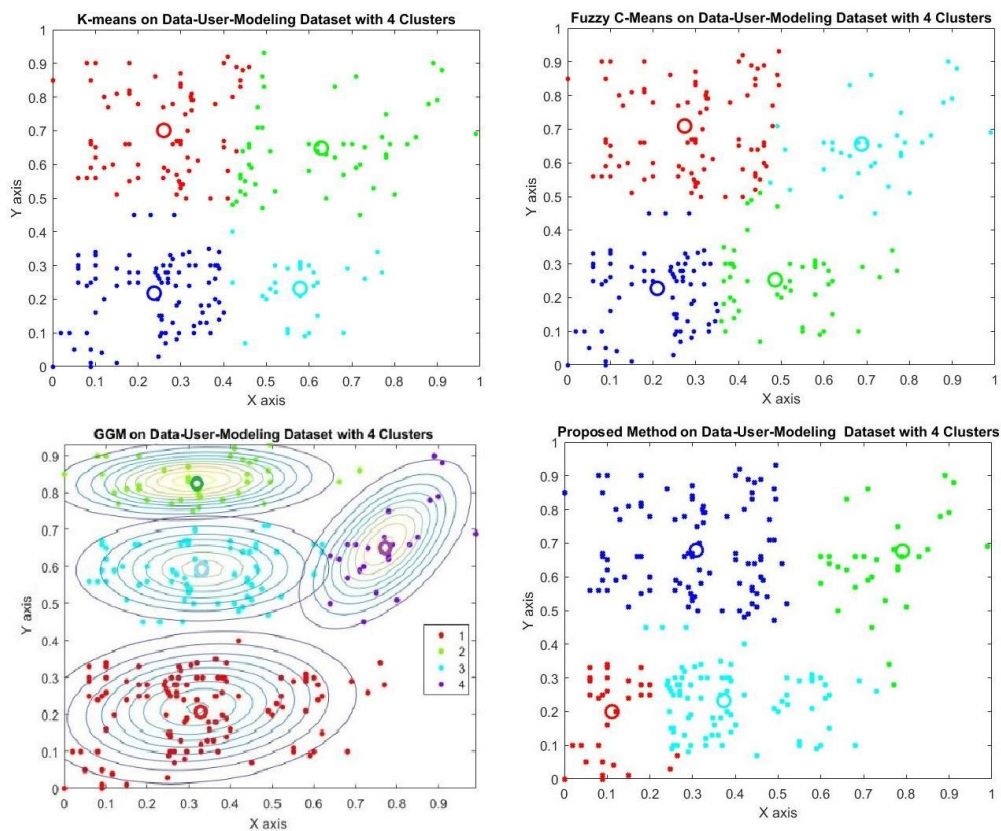 K-means on Data-User-Modeling Dataset with 4 Clusters
1
0.9
0.8
0.7
0.6
0.5
0.4
0.3
0.2
0.1
0
Y axis
0 0.1 0.2 0.3 0.4 0.5 0.6 0.7 0.8 0.9 1
X axis
Fuzzy C-Means on Data-User-Modeling Dataset with 4 Clusters
1
0.9
0.8
0.7
0.6
0.5
0.4
0.3
0.2
0.1
0
Y axis
0 0.1 0.2 0.3 0.4 0.5 0.6 0.7 0.8 0.9 1
X axis
GGM on Data-User-Modeling Dataset with 4 Clusters
0.9
0.8
0.7
0.6
0.5
0.4
0.3
0.2
0.1
0
Y axis
1
2
3
4
0 0.1 0.2 0.3 0.4 0.5 0.6 0.7 0.8 0.9
X axis
Proposed Method on Data-User-Modeling Dataset with 4 Clusters
1
0.9
0.8
0.7
0.6
0.5
0.4
0.3
0.2
0.1
0
Y axis
0 0.1 0.2 0.3 0.4 0.5 0.6 0.7 0.8 0.9 1
X axis